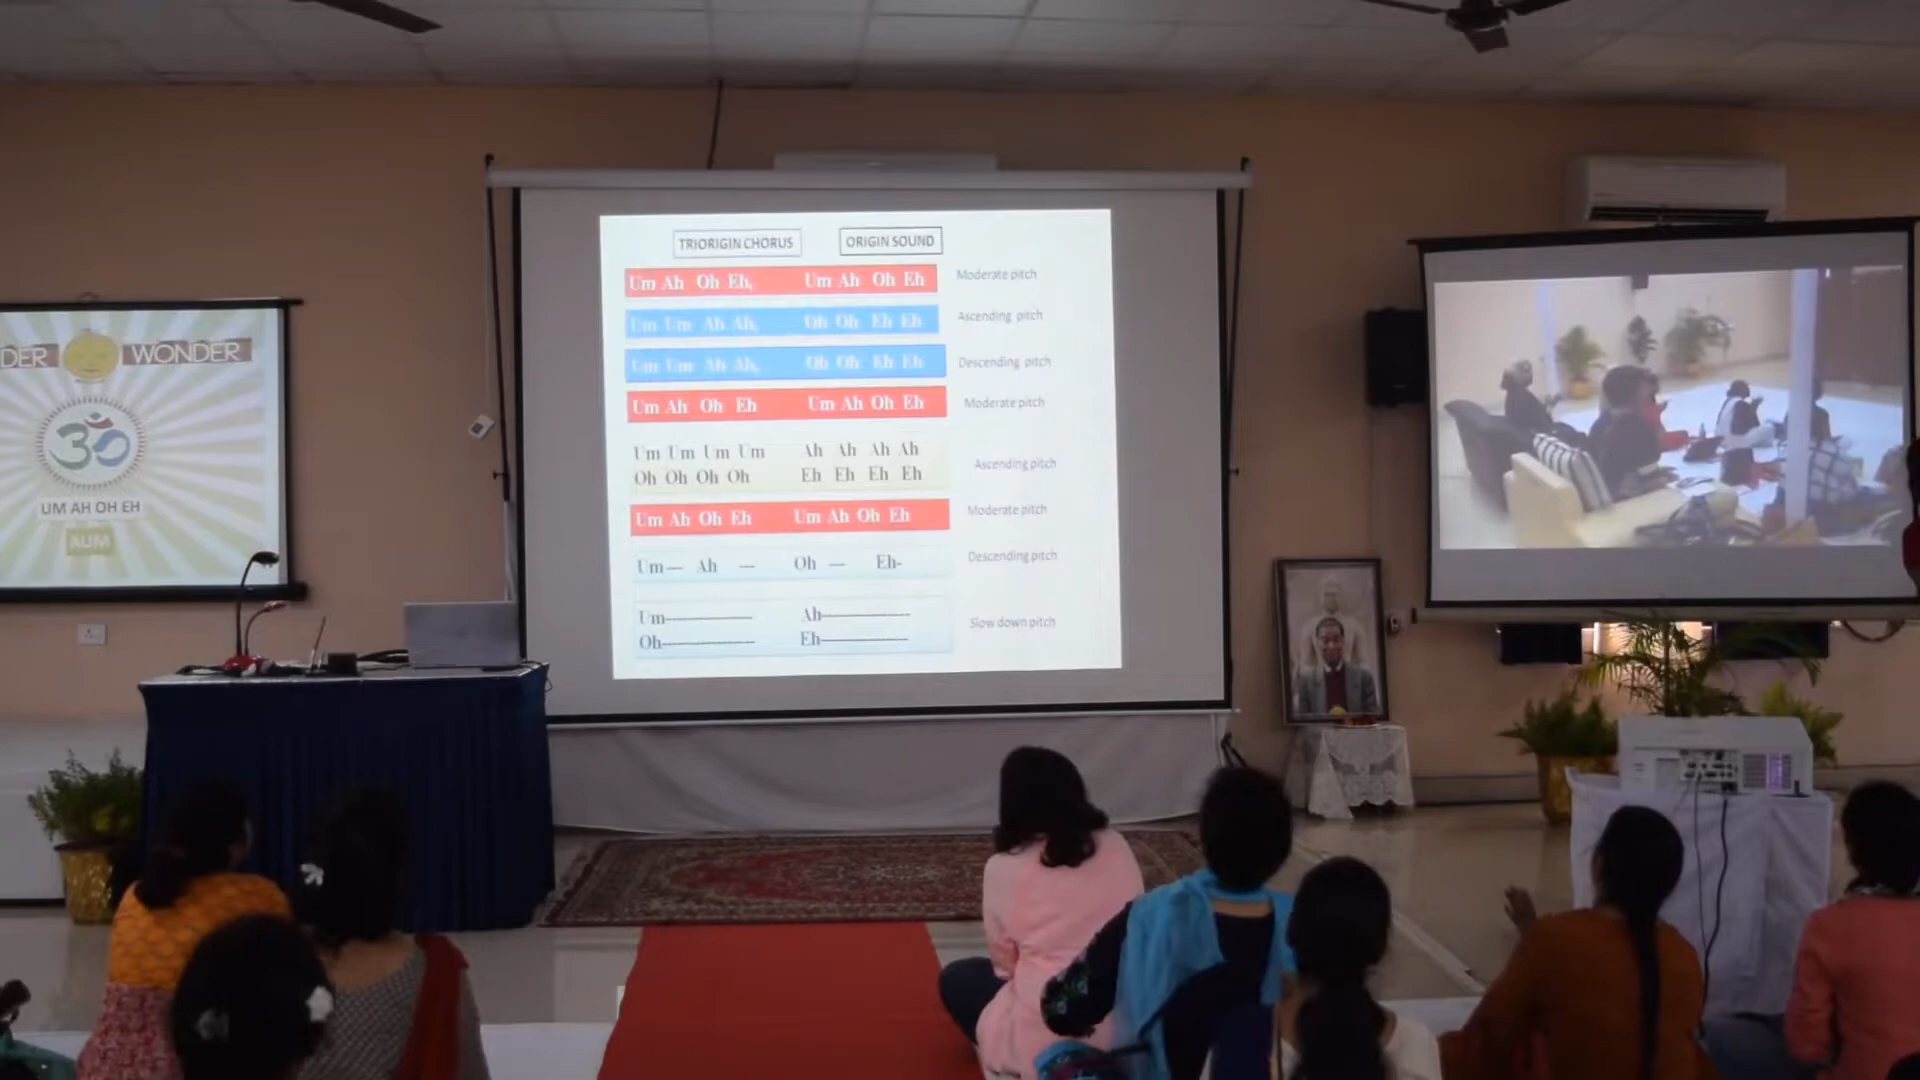 DER WONDER
ॐ
UM AH OH EH
AUM
TRIORIGIN CHORUS ORIGIN SOUND
Um Ah Oh Eh, Um Ah Oh Eh Moderate pitch
Um Um Ah Ah, Oh Oh Eh Eh Ascending pitch
Um Um Ah Ah, Oh Oh Eh Eh Descending pitch
Um Ah Oh Eh Um Ah Oh Eh Moderate pitch
Um Um Um Um Ah Ah Ah Ah
Oh Oh Oh Oh Eh Eh Eh Eh Ascending pitch
Um Ah Oh Eh Um Ah Oh Eh Moderate pitch
Um — Ah — Oh — Eh- Descending pitch
Um————— Ah—————
Oh————— Eh————— Slow down pitch